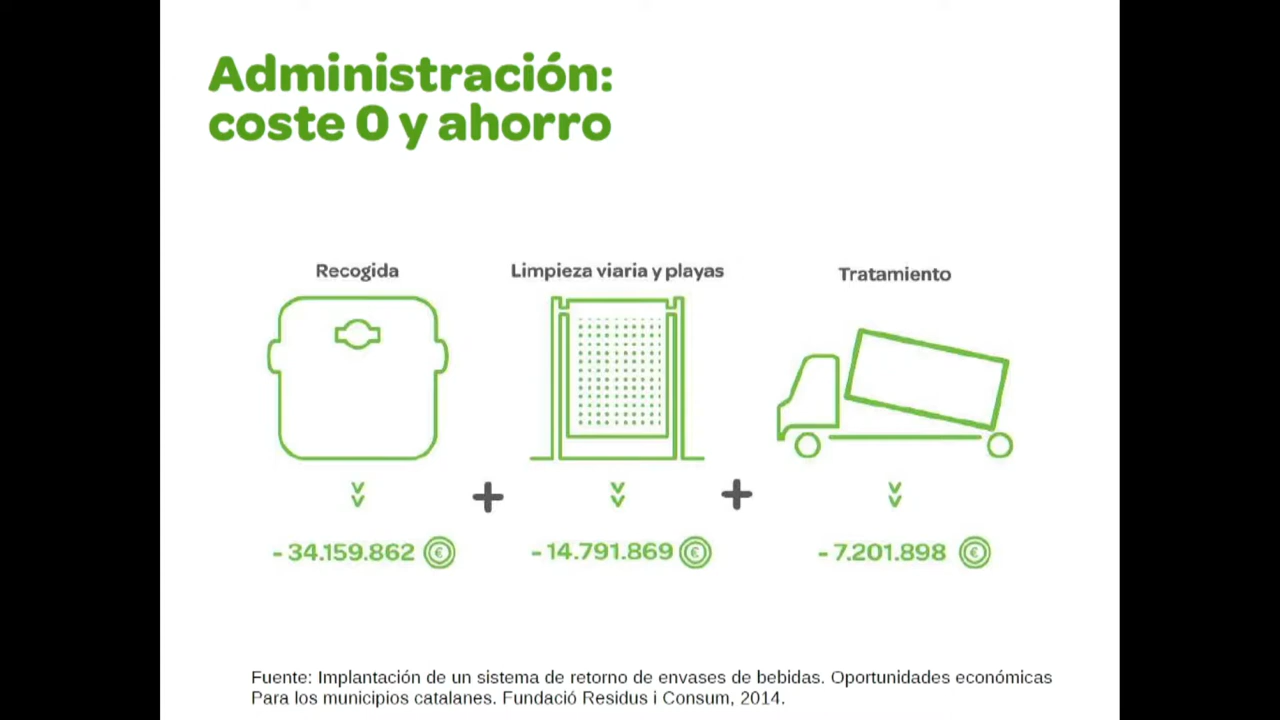 Administración:
coste 0 y ahorro
Recogida
Limpieza viaria y playas
Tratamiento
+
+
- 34.159.862 €
- 14.791.869 €
- 7.201.898 €
Fuente: Implantación de un sistema de retorno de envases de bebidas. Oportunidades económicas
Para los municipios catalanes. Fundació Residus i Consum, 2014.